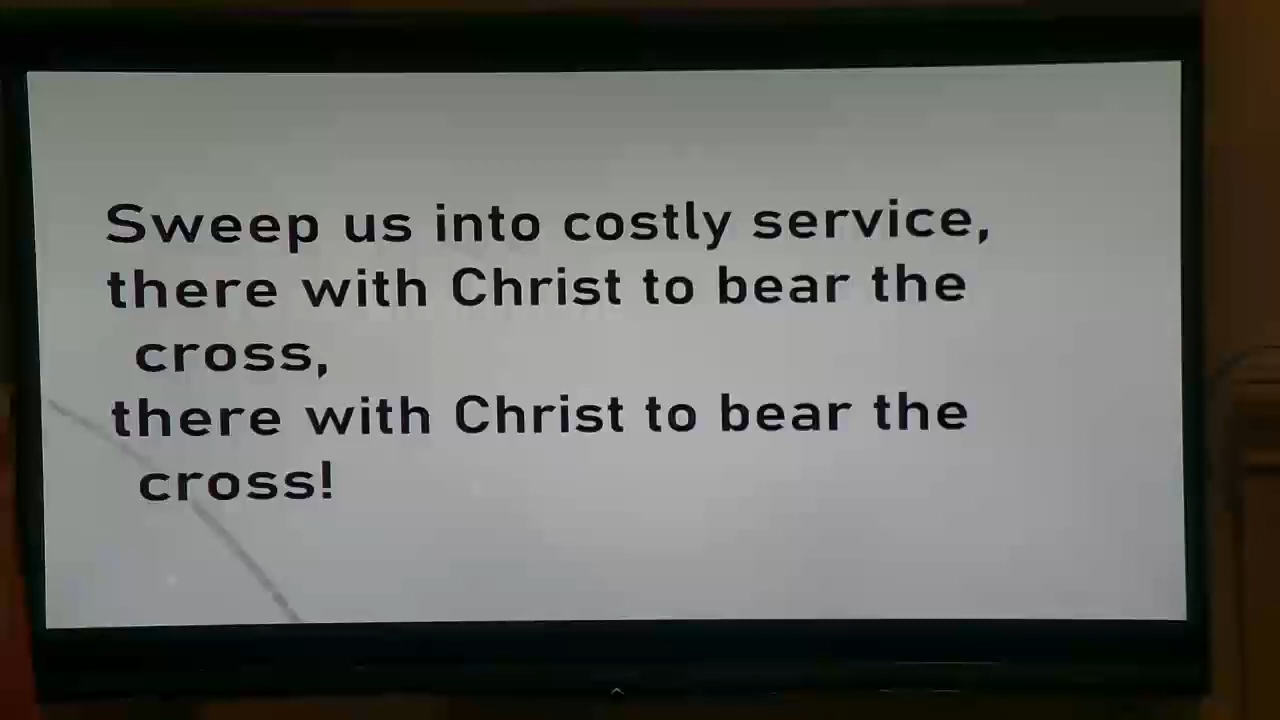 Sweep us into costly service,
there with Christ to bear the
cross,
there with Christ to bear the
cross!